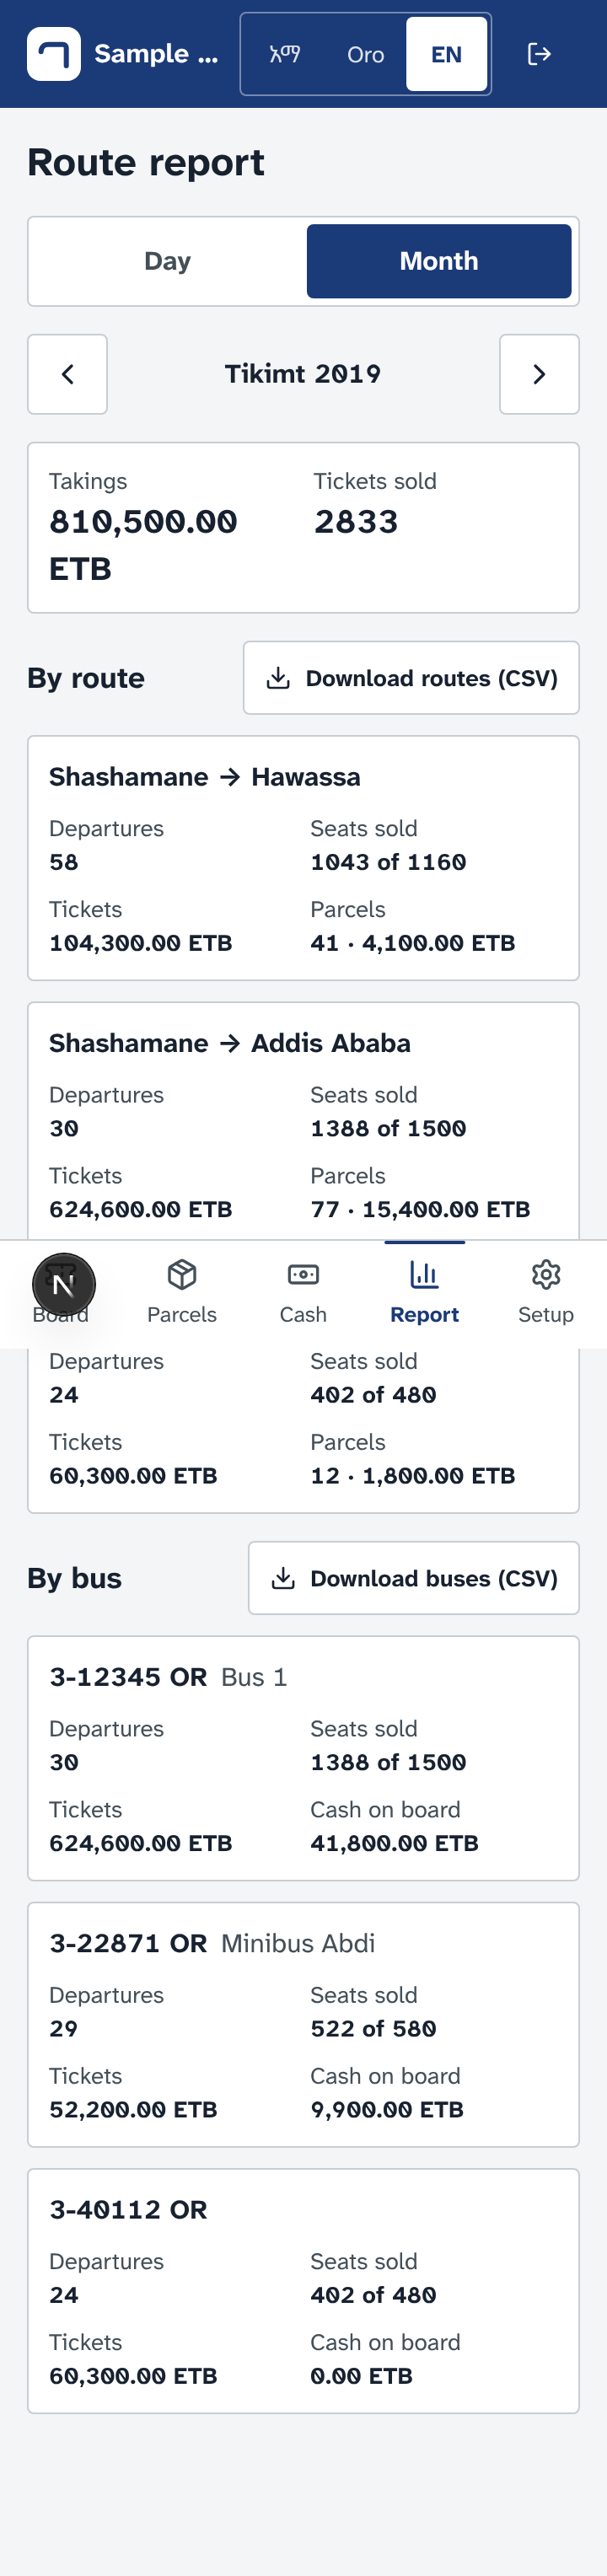 Sample ...
አማ
Oro
EN
Route report
Day
Month
Tikimt 2019
Takings
Tickets sold
810,500.00
ETB
2833
By route
Download routes (CSV)
Shashamane → Hawassa
Departures
Seats sold
58
1043 of 1160
Tickets
Parcels
104,300.00 ETB
41 · 4,100.00 ETB
Shashamane → Addis Ababa
Departures
Seats sold
30
1388 of 1500
Tickets
Parcels
624,600.00 ETB
77 · 15,400.00 ETB
N
Board
Parcels
Cash
Report
Setup
Departures
Seats sold
24
402 of 480
Tickets
Parcels
60,300.00 ETB
12 · 1,800.00 ETB
By bus
Download buses (CSV)
3-12345 OR Bus 1
Departures
Seats sold
30
1388 of 1500
Tickets
Cash on board
624,600.00 ETB
41,800.00 ETB
3-22871 OR Minibus Abdi
Departures
Seats sold
29
522 of 580
Tickets
Cash on board
52,200.00 ETB
9,900.00 ETB
3-40112 OR
Departures
Seats sold
24
402 of 480
Tickets
Cash on board
60,300.00 ETB
0.00 ETB